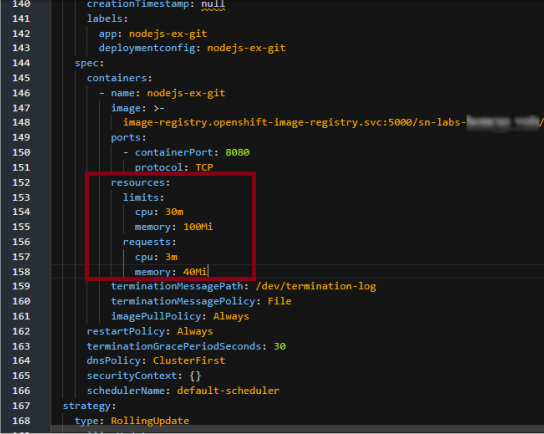 140 creationTimestamp: null
141 labels:
142 app: nodejs-ex-git
143 deploymentconfig: nodejs-ex-git
144 spec:
145 containers:
146 - name: nodejs-ex-git
147 image: >-
148 image-registry.openshift-image-registry.svc:5000/sn-labs-
149 ports:
150 - containerPort: 8080
151 protocol: TCP
152 resources:
153 limits:
154 cpu: 30m
155 memory: 100Mi
156 requests:
157 cpu: 3m
158 memory: 40Mi
159 terminationMessagePath: /dev/termination-log
160 terminationMessagePolicy: File
161 imagePullPolicy: Always
162 restartPolicy: Always
163 terminationGracePeriodSeconds: 30
164 dnsPolicy: ClusterFirst
165 securityContext: {}
166 schedulerName: default-scheduler
167 strategy:
168 type: RollingUpdate